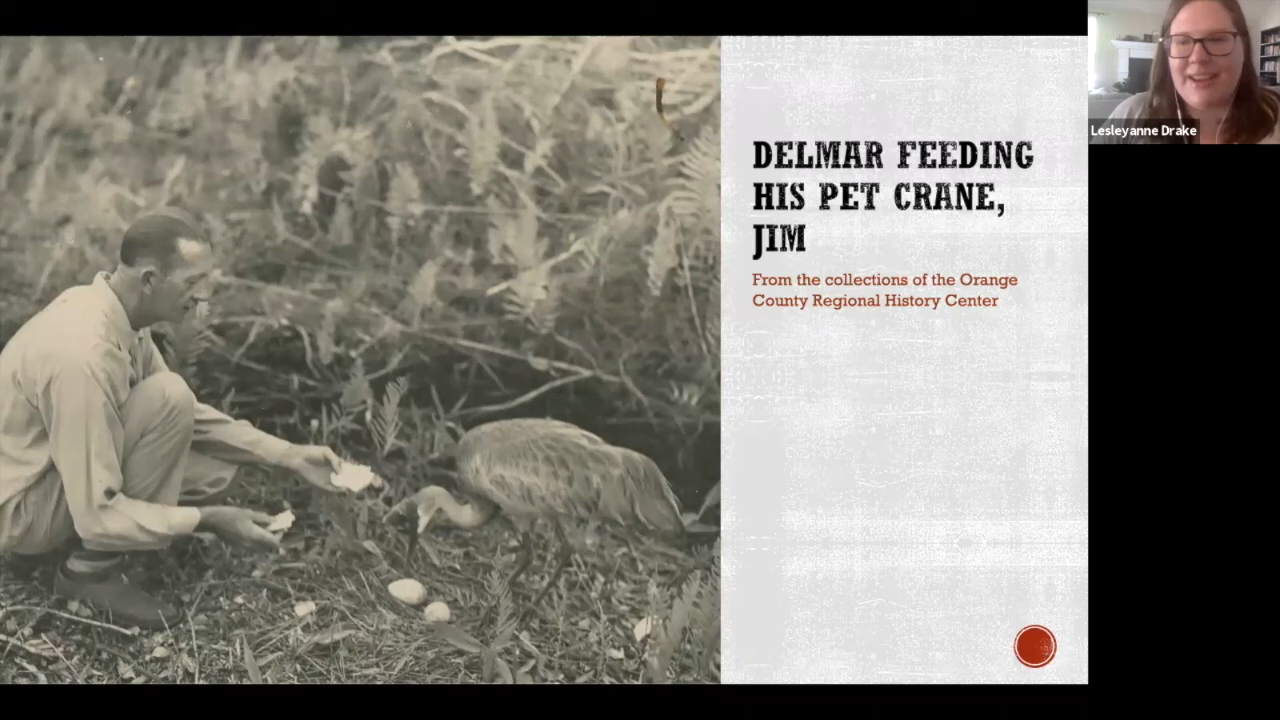 DELMAR FEEDING
HIS PET CRANE,
JIM
From the collections of the Orange
County Regional History Center
Lesleyanne Drake